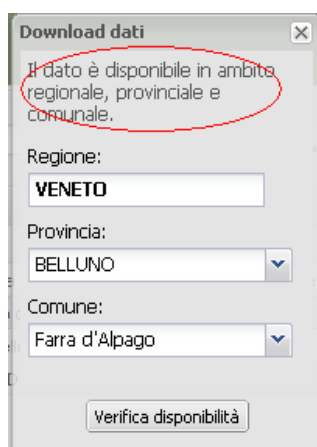 Download dati
Il dato è disponibile in ambito
regionale, provinciale e
comunale.
Regione:
VENETO
Provincia:
BELLUNO
Comune:
Farra d'Alpago
Verifica disponibilità